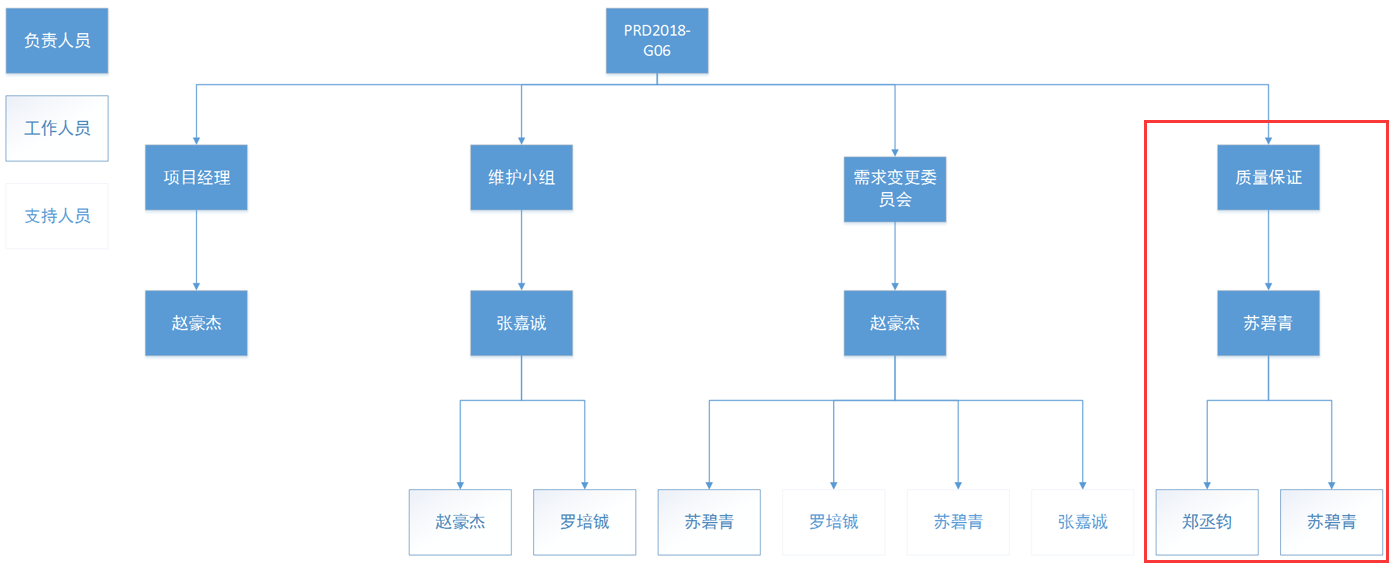 负责人员
PRD2018-
G06
工作人员
支持人员
项目经理
维护小组
需求变更委
员会
质量保证
赵豪杰
张嘉诚
赵豪杰
苏碧青
赵豪杰
罗培铖
苏碧青
罗培铖
苏碧青
张嘉诚
郑丞钧
苏碧青